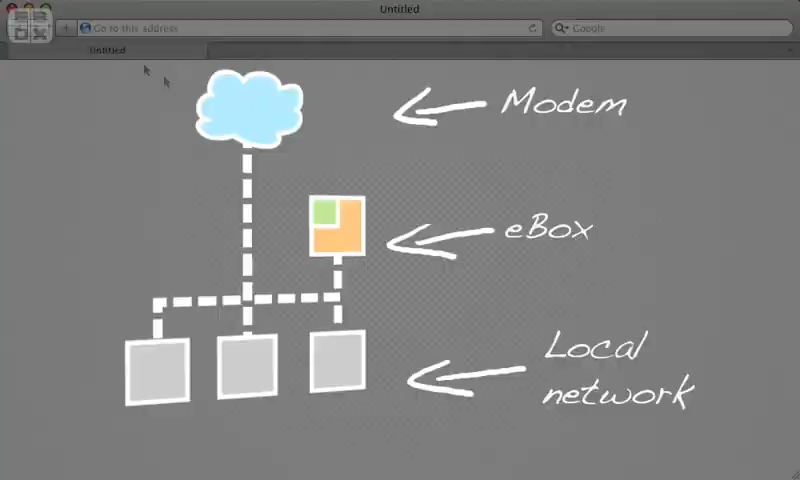 Untitled
Go to this address
Google
Untitled
Modem
eBox
Local
network